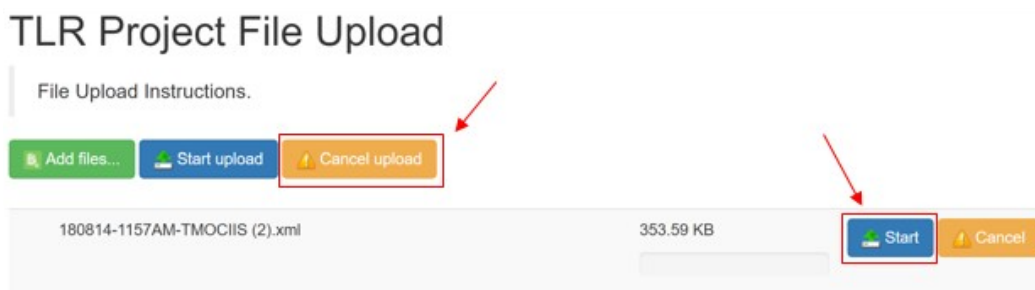 TLR Project File Upload
File Upload Instructions.
Add files... Start upload Cancel upload
180814-1157AM-TMOCIIS (2).xml 353.59 KB Start Cancel